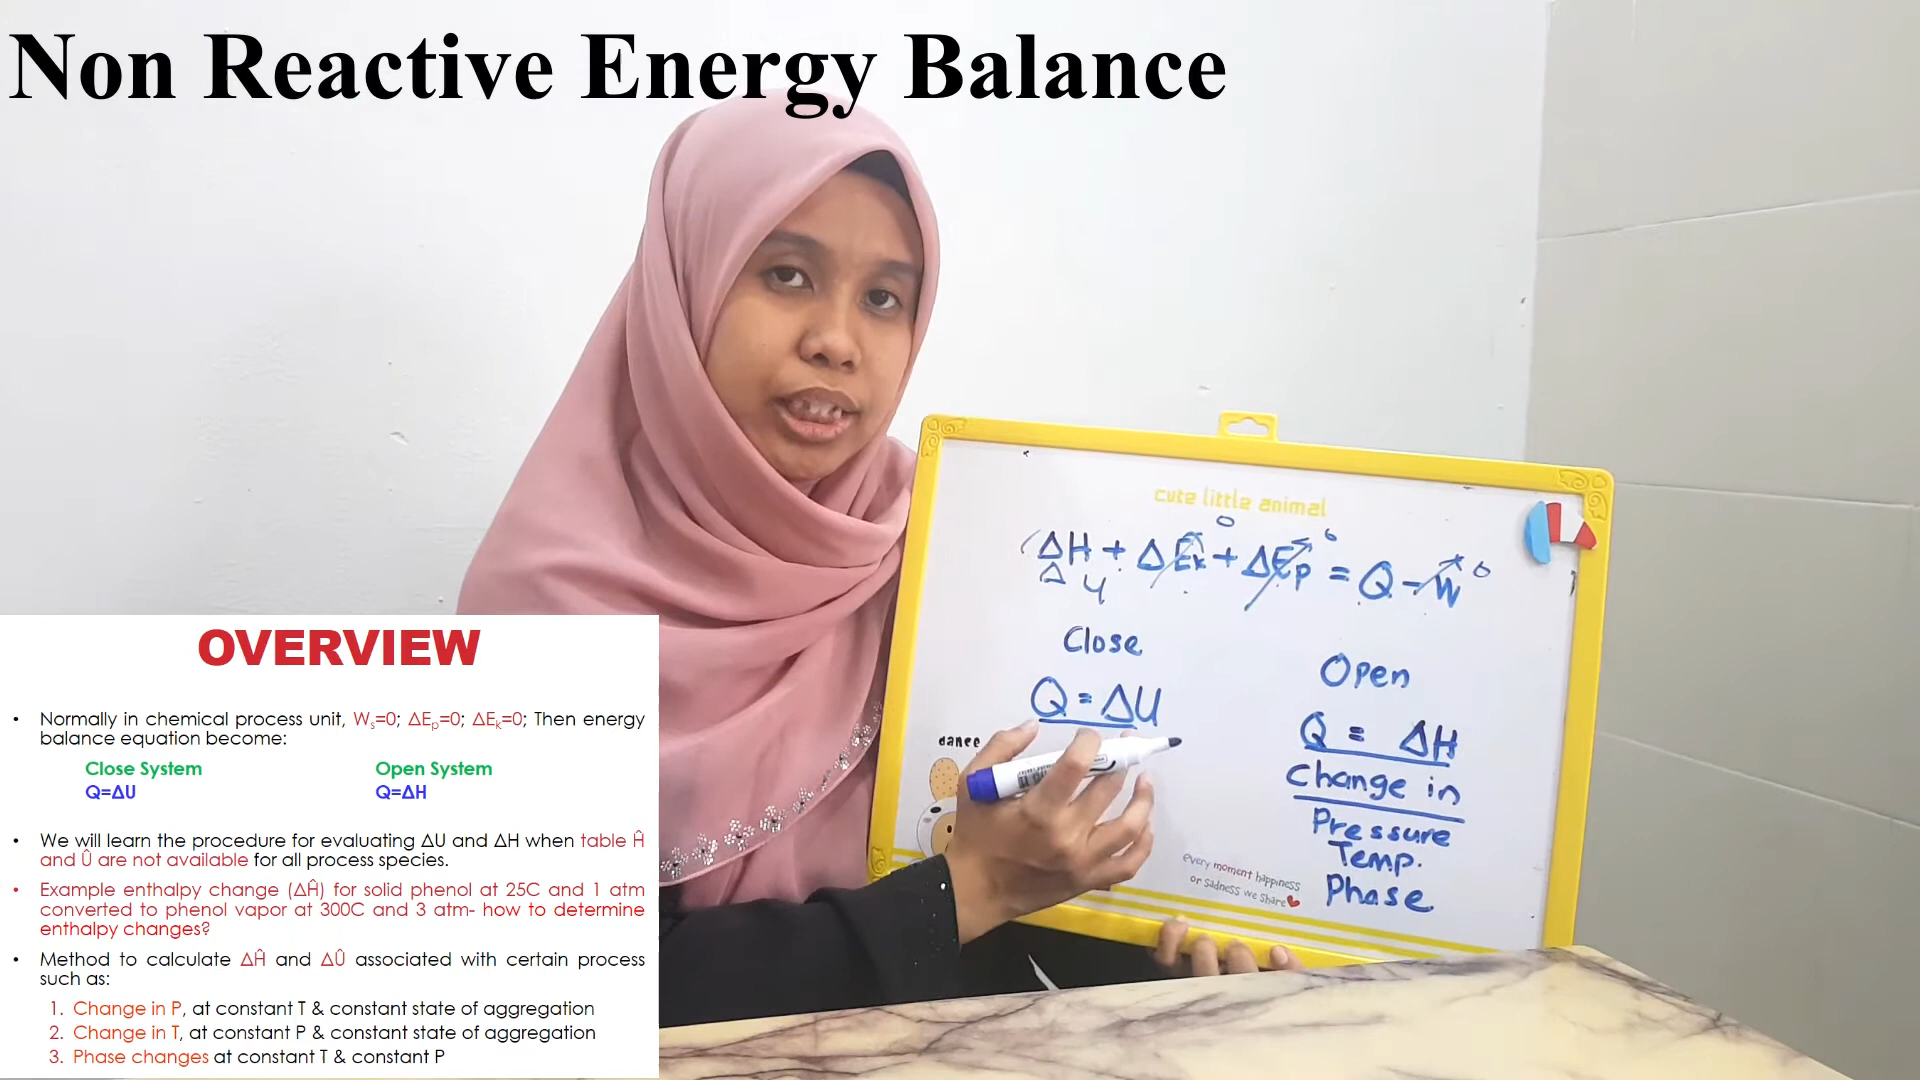 Non Reactive Energy Balance
cute little animal
ΔH + ΔEk 0 + ΔEp 0 = Q - W 0
ΔU
Close
Q = ΔU
Open
Q = ΔH
Change in
Pressure
Temp.
Phase
dance
every moment happiness
or sadness we share
OVERVIEW
• Normally in chemical process unit, Ws=0; ΔEp=0; ΔEk=0; Then energy
balance equation become:
Close System Open System
Q=ΔU Q=ΔH
• We will learn the procedure for evaluating ΔU and ΔH when table Ĥ
and Û are not available for all process species.
• Example enthalpy change (ΔĤ) for solid phenol at 25C and 1 atm
converted to phenol vapor at 300C and 3 atm- how to determine
enthalpy changes?
• Method to calculate ΔĤ and ΔÛ associated with certain process
such as:
1. Change in P, at constant T & constant state of aggregation
2. Change in T, at constant P & constant state of aggregation
3. Phase changes at constant T & constant P